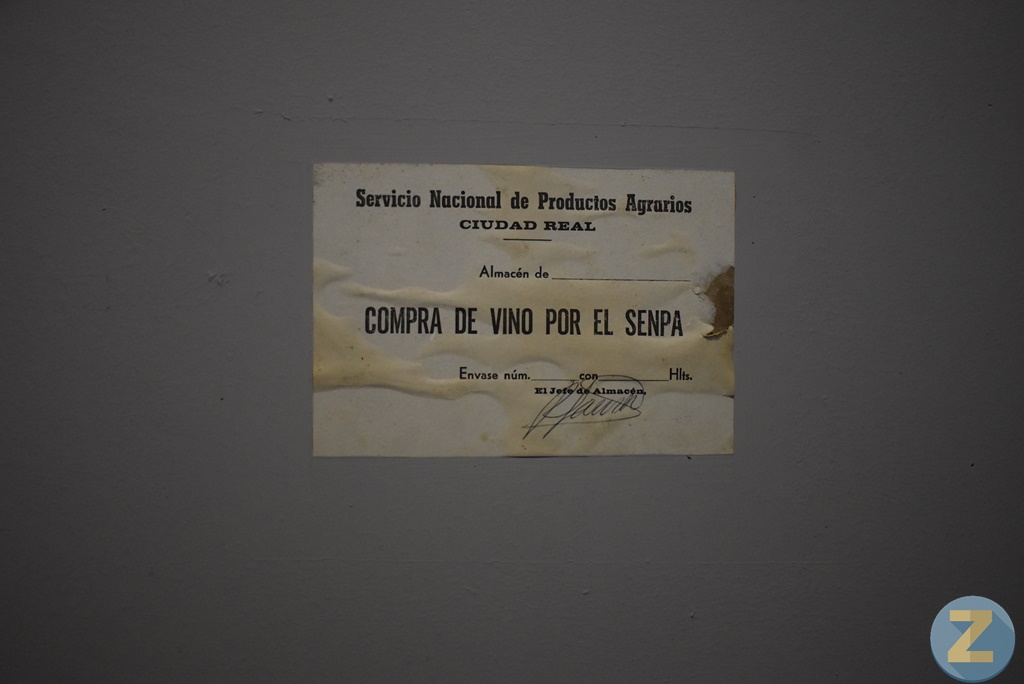 Servicio Nacional de Productos Agrarios
CIUDAD REAL
Almacén de
COMPRA DE VINO POR EL SENPA
Envase núm. con Hlts.
El Jefe de Almacén,
Z